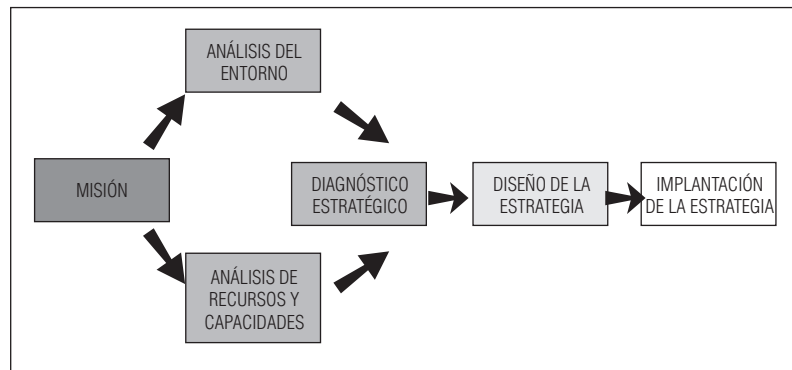 ANÁLISIS DEL
ENTORNO
MISIÓN
DIAGNÓSTICO
ESTRATÉGICO
DISEÑO DE LA
ESTRATEGIA
IMPLANTACIÓN
DE LA ESTRATEGIA
ANÁLISIS DE
RECURSOS Y
CAPACIDADES